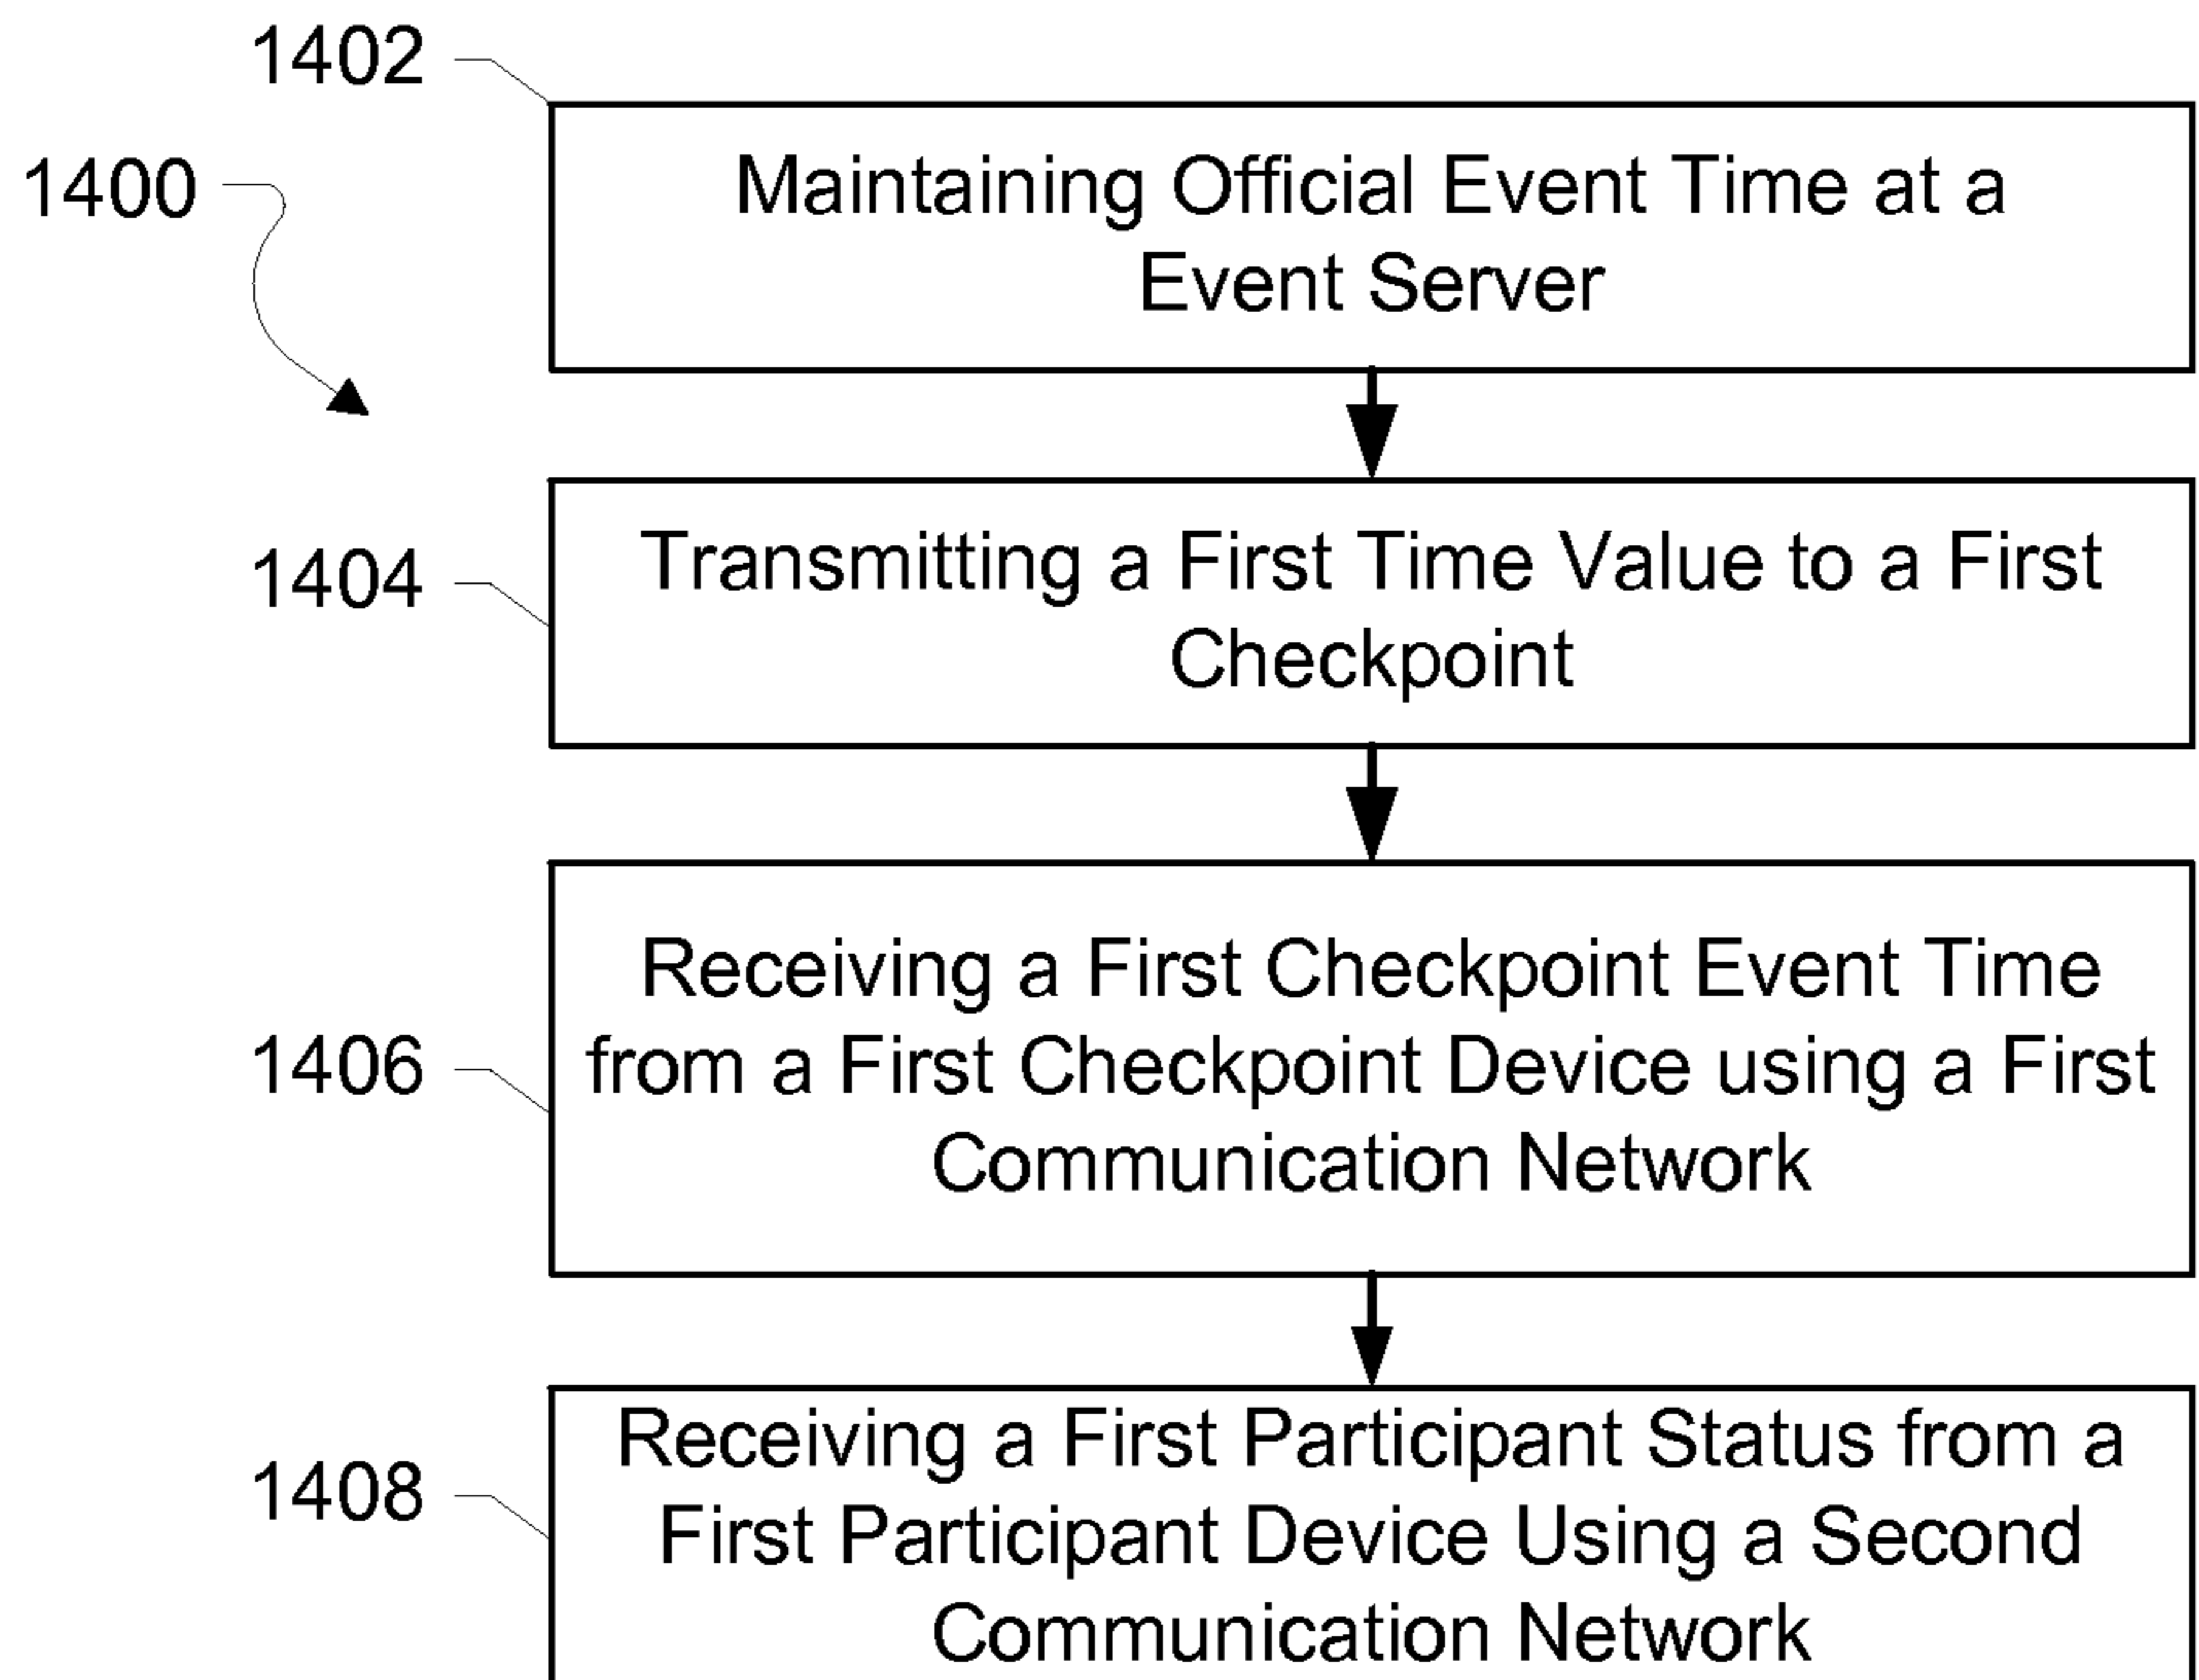 1402
1400
Maintaining Official Event Time at a
Event Server
1404
Transmitting a First Time Value to a First
Checkpoint
1406
Receiving a First Checkpoint Event Time
from a First Checkpoint Device using a First
Communication Network
1408
Receiving a First Participant Status from a
First Participant Device Using a Second
Communication Network